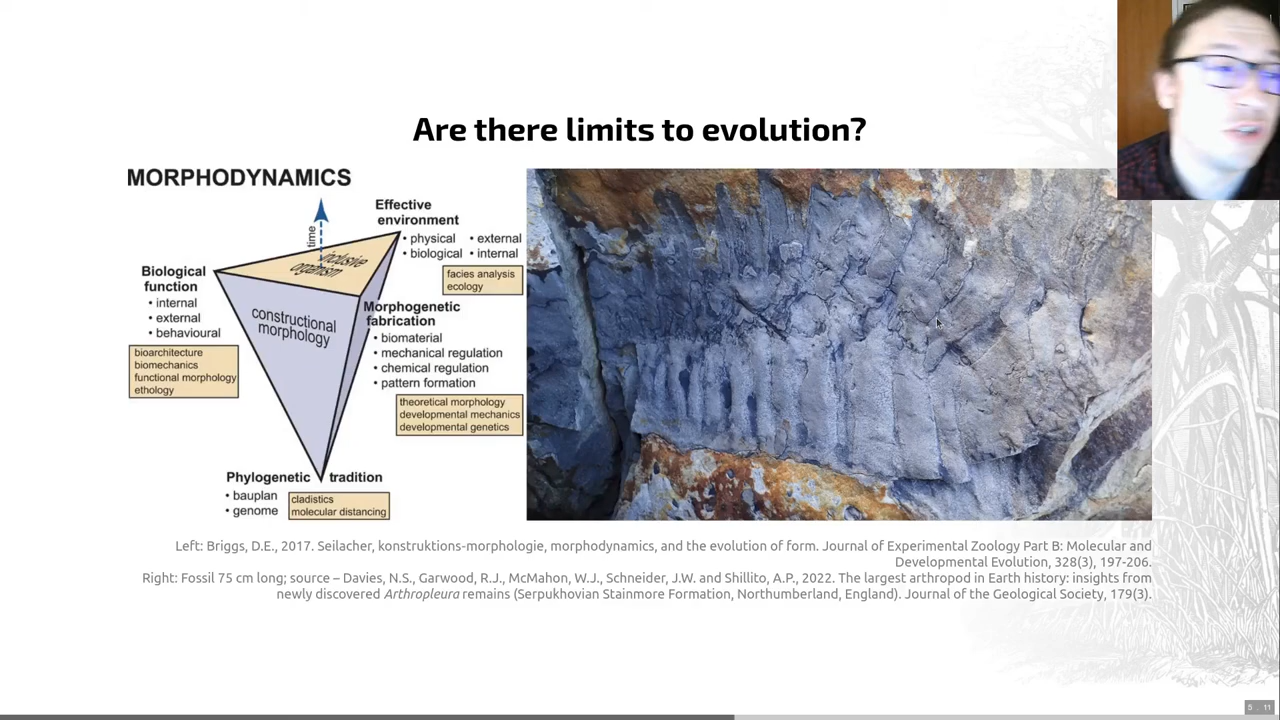 Are there limits to evolution?
MORPHODYNAMICS
time
inclusive
organism
constructional
morphology
Effective
environment
• physical • external
• biological • internal
facies analysis
ecology
Biological
function
• internal
• external
• behavioural
bioarchitecture
biomechanics
functional morphology
ethology
Morphogenetic
fabrication
• biomaterial
• mechanical regulation
• chemical regulation
• pattern formation
theoretical morphology
developmental mechanics
developmental genetics
Phylogenetic tradition
• bauplan
• genome
cladistics
molecular distancing
Left: Briggs, D.E., 2017. Seilacher, konstruktions-morphologie, morphodynamics, and the evolution of form. Journal of Experimental Zoology Part B: Molecular and
Developmental Evolution, 328(3), 197-206.
Right: Fossil 75 cm long; source – Davies, N.S., Garwood, R.J., McMahon, W.J., Schneider, J.W. and Shillito, A.P., 2022. The largest arthropod in Earth history: insights from
newly discovered Arthropleura remains (Serpukhovian Stainmore Formation, Northumberland, England). Journal of the Geological Society, 179(3).
5 11